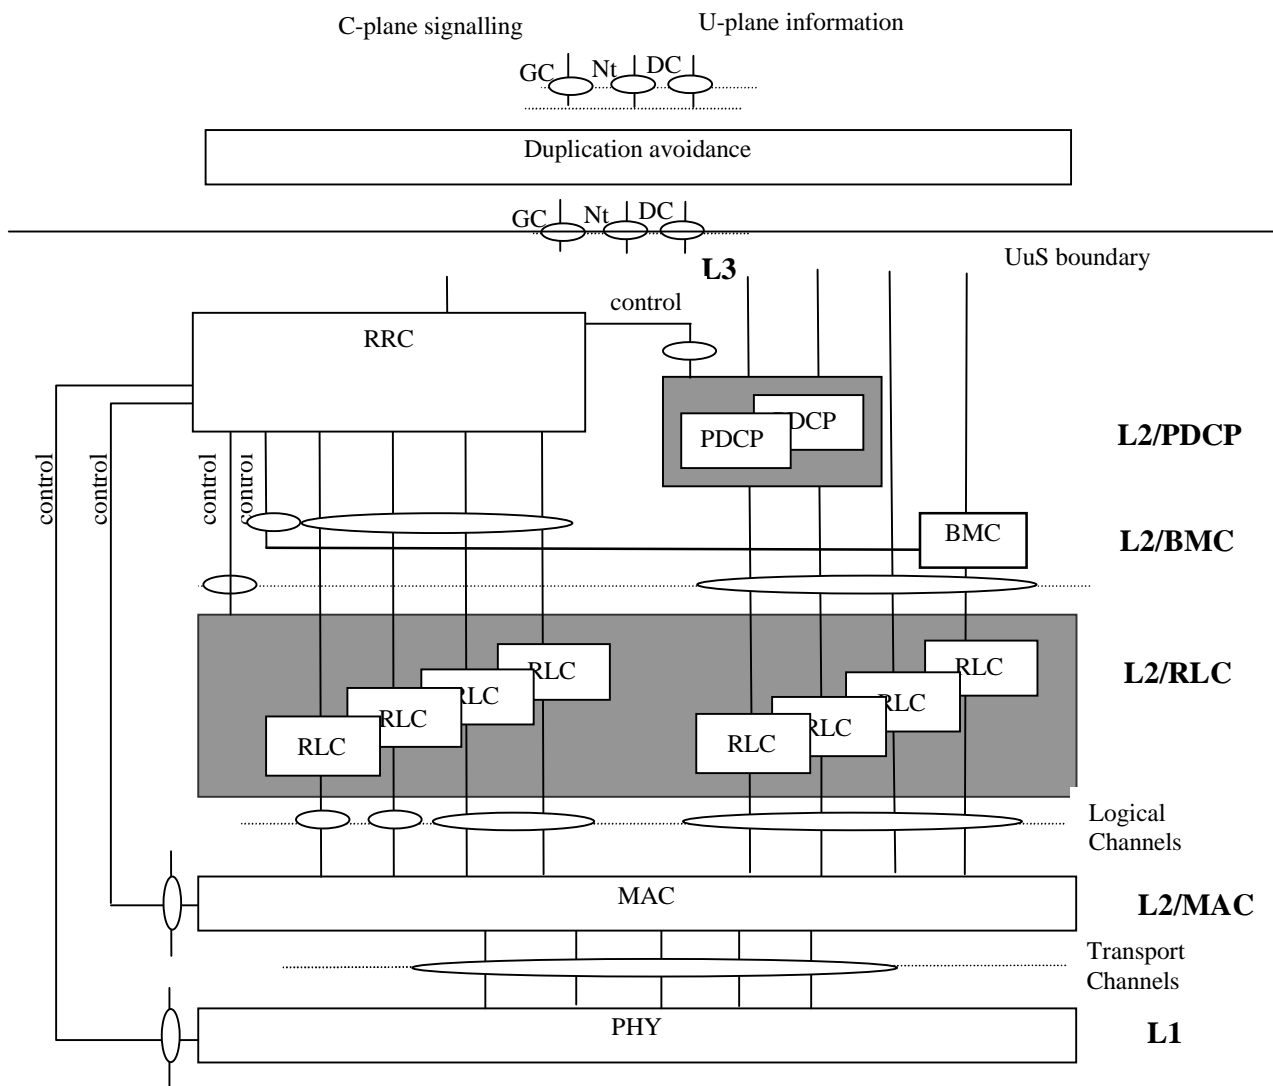 C-plane signalling
U-plane information
GC Nt DC
Duplication avoidance
GC Nt DC
UuS boundary
L3
control
RRC
PDCP
DCP
L2/PDCP
control
control
control
control
BMC
L2/BMC
RLC
RLC
RLC
RLC
RLC
RLC
RLC
RLC
L2/RLC
Logical
Channels
MAC
L2/MAC
Transport
Channels
PHY
L1